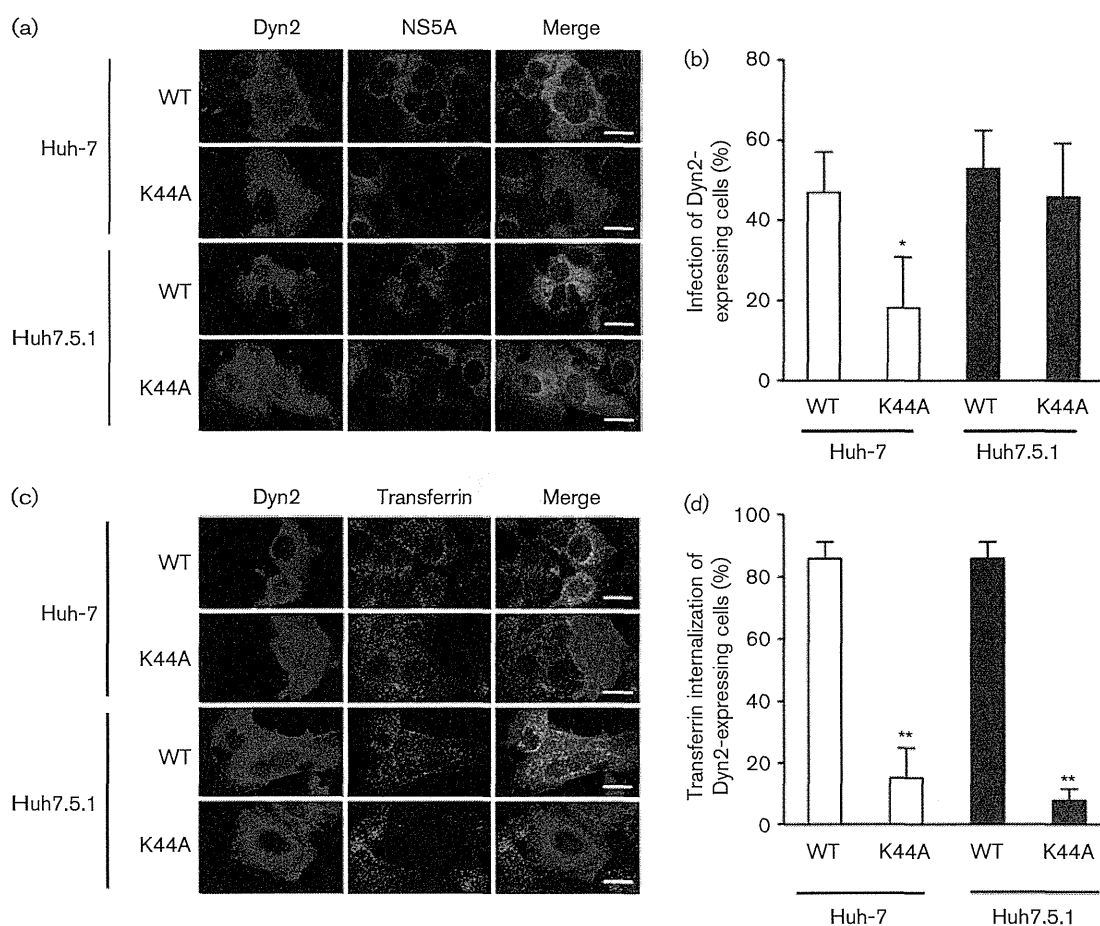 (a)
Dyn2 NS5A Merge
Huh-7
WT
K44A
Huh7.5.1
WT
K44A
(b)
Infection of Dyn2-
expressing cells (%)
80
60
40
20
0
*
WT K44A WT K44A
Huh-7 Huh7.5.1
(c)
Dyn2 Transferrin Merge
Huh-7
WT
K44A
Huh7.5.1
WT
K44A
(d)
Transferrin internalization of
Dyn2-expressing cells (%)
100
80
60
40
20
0
**
**
WT K44A WT K44A
Huh-7 Huh7.5.1